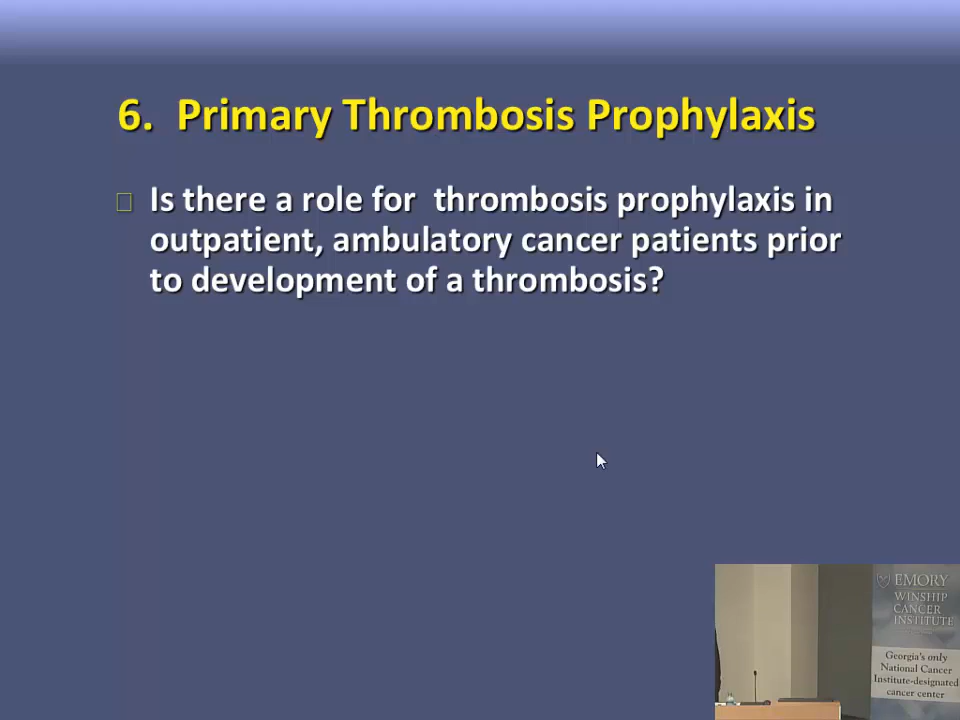 6. Primary Thrombosis Prophylaxis
Is there a role for thrombosis prophylaxis in
outpatient, ambulatory cancer patients prior
to development of a thrombosis?
EMORY
WINSHIP
CANCER
INSTITUTE
Georgia's only
National Cancer
Institute-designated
cancer center